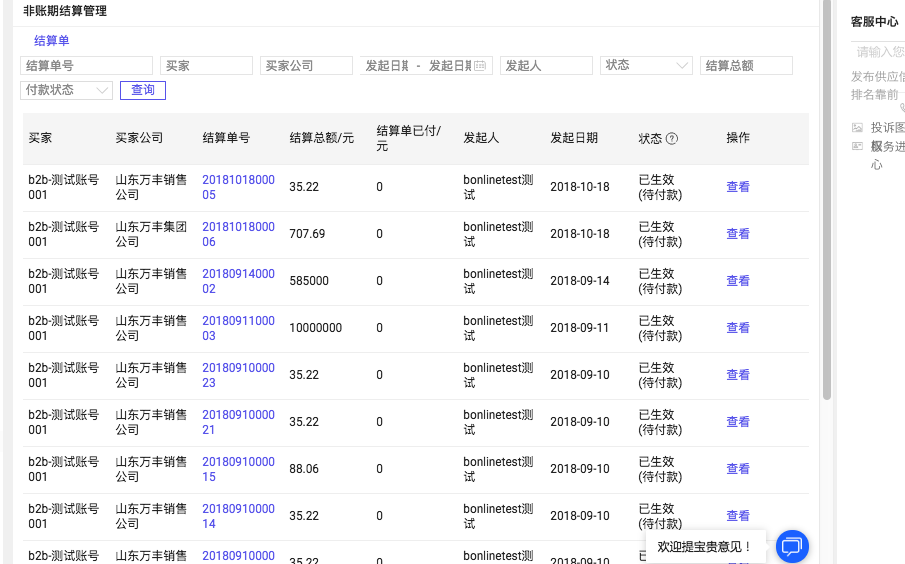 非账期结算管理
结算单
结算单号 买家 买家公司 发起日期 - 发起日期 发起人 状态 结算总额
付款状态 查询
买家 买家公司 结算单号 结算总额/元 结算单已付/元 发起人 发起日期 状态 操作
b2b-测试账号001 山东万丰销售公司 2018101800005 35.22 0 bonlinetest测试 2018-10-18 已生效(待付款) 查看
b2b-测试账号001 山东万丰集团公司 2018101800006 707.69 0 bonlinetest测试 2018-10-18 已生效(待付款) 查看
b2b-测试账号001 山东万丰销售公司 2018091400002 585000 0 bonlinetest测试 2018-09-14 已生效(待付款) 查看
b2b-测试账号001 山东万丰销售公司 2018091100003 10000000 0 bonlinetest测试 2018-09-11 已生效(待付款) 查看
b2b-测试账号001 山东万丰销售公司 2018091000023 35.22 0 bonlinetest测试 2018-09-10 已生效(待付款) 查看
b2b-测试账号001 山东万丰销售公司 2018091000021 35.22 0 bonlinetest测试 2018-09-10 已生效(待付款) 查看
b2b-测试账号001 山东万丰销售公司 2018091000015 88.06 0 bonlinetest测试 2018-09-10 已生效(待付款) 查看
b2b-测试账号001 山东万丰销售公司 2018091000014 35.22 0 bonlinetest测试 2018-09-10 已生效(待付款) 查看
b2b-测试账号 山东万丰销售 2018091000 35.22 0 bonlinetest测 2018-09-10
欢迎提宝贵意见！
客服中心
请输入您
发布供应信
排名靠前
投诉图
服务进
心